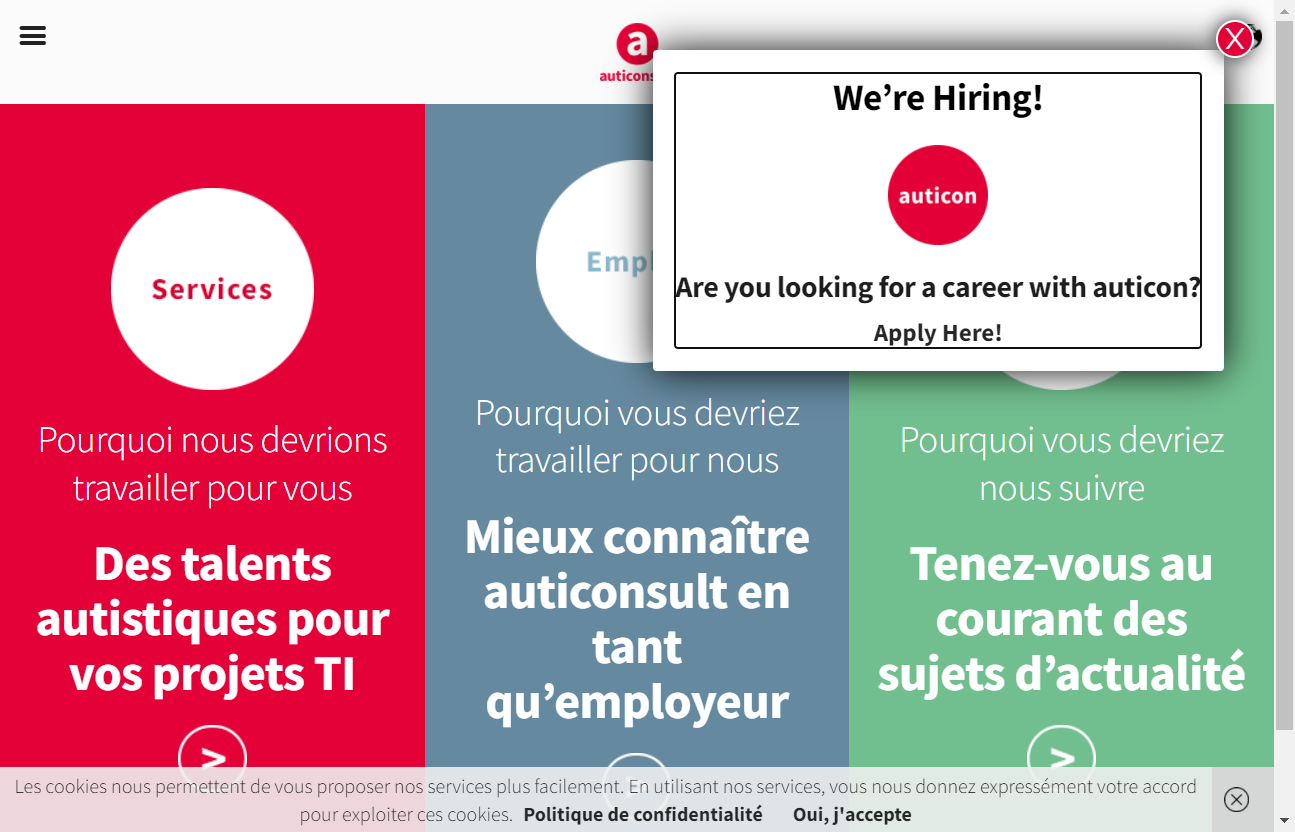 a
auticons
X
We’re Hiring!
auticon
Are you looking for a career with auticon?
Apply Here!
Services
Pourquoi nous devrions
travailler pour vous
Des talents
autistiques pour
vos projets TI
>
Pourquoi vous devriez
travailler pour nous
Mieux connaître
auticonsult en
tant
qu’employeur
Pourquoi vous devriez
nous suivre
Tenez-vous au
courant des
sujets d’actualité
>
Les cookies nous permettent de vous proposer nos services plus facilement. En utilisant nos services, vous nous donnez expressément votre accord
pour exploiter ces cookies. Politique de confidentialité Oui, j'accepte